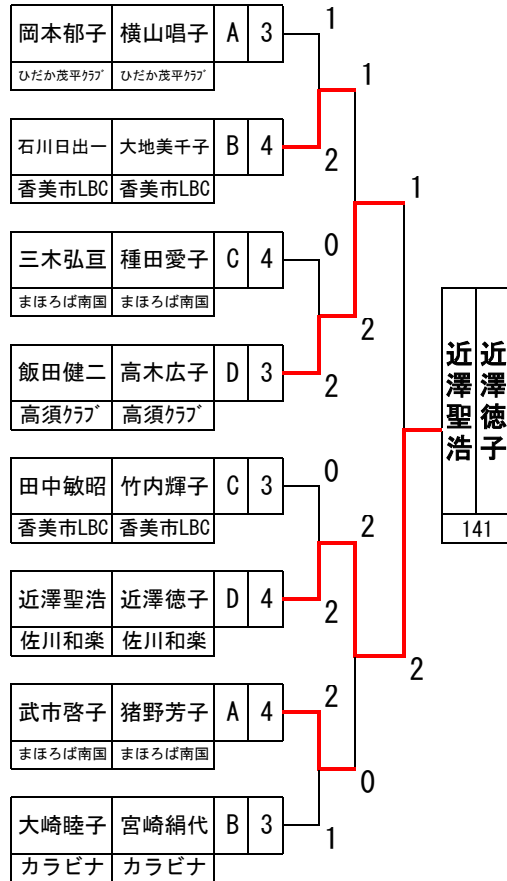 岡本郁子 横山唱子 A 3
ひだか茂平クラブ ひだか茂平クラブ
1
1
石川日出一 大地美千子 B 4
香美市LBC 香美市LBC
2
1
三木弘亘 種田愛子 C 4
まほろば南国 まほろば南国
0
2
飯田健二 高木広子 D 3
高須クラブ 高須クラブ
2
近澤聖浩 近澤徳子
141
田中敏昭 竹内輝子 C 3
香美市LBC 香美市LBC
0
2
近澤聖浩 近澤徳子 D 4
佐川和楽 佐川和楽
2
2
武市啓子 猪野芳子 A 4
まほろば南国 まほろば南国
2
0
大崎睦子 宮崎絹代 B 3
カラビナ カラビナ
1